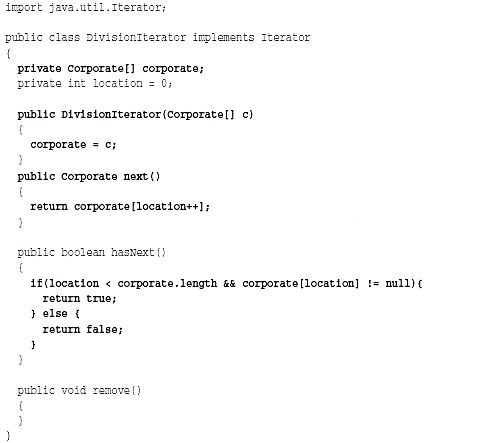 import java.util.Iterator;
public class DivisionIterator implements Iterator
{
  private Corporate[] corporate;
  private int location = 0;
  public DivisionIterator(Corporate[] c)
  {
    corporate = c;
  }
  public Corporate next()
  {
    return corporate[location++];
  }
  public boolean hasNext()
  {
    if(location < corporate.length && corporate[location] != null){
      return true;
    } else {
      return false;
    }
  }
  public void remove()
  {
  }
}